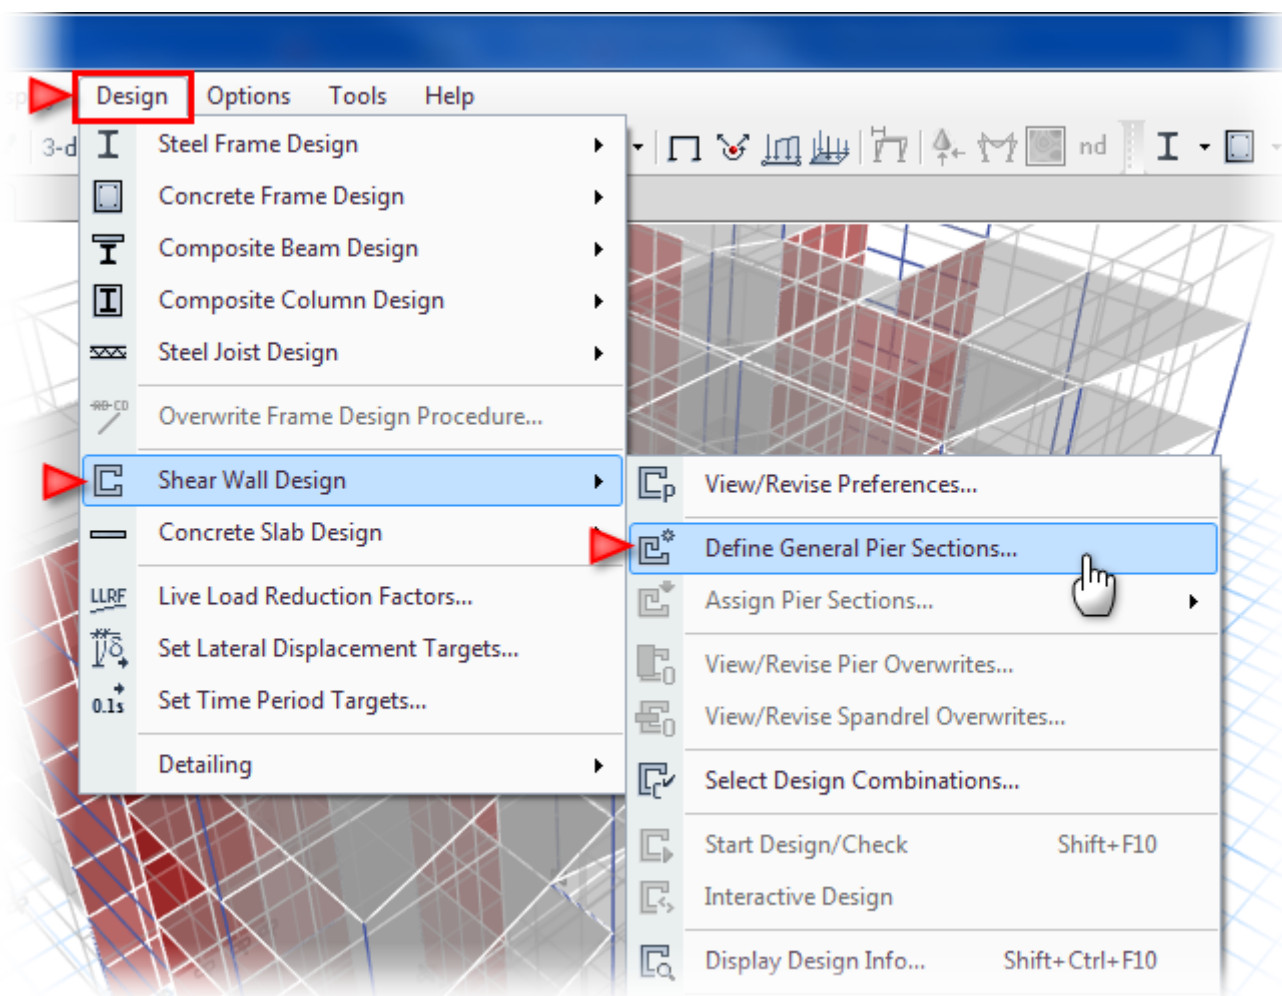 Design Options Tools Help
3-d
nd
Steel Frame Design
Concrete Frame Design
Composite Beam Design
Composite Column Design
Steel Joist Design
Overwrite Frame Design Procedure...
Shear Wall Design
Concrete Slab Design
LLRF Live Load Reduction Factors...
Set Lateral Displacement Targets...
0.1s Set Time Period Targets...
Detailing
View/Revise Preferences...
Define General Pier Sections...
Assign Pier Sections...
View/Revise Pier Overwrites...
View/Revise Spandrel Overwrites...
Select Design Combinations...
Start Design/Check Shift+F10
Interactive Design
Display Design Info... Shift+Ctrl+F10